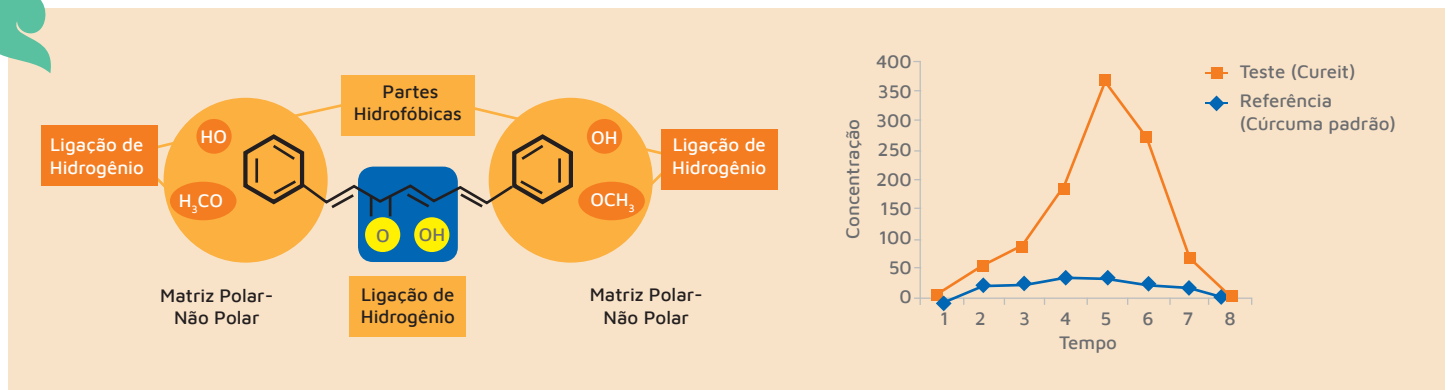 Partes
Hidrofóbicas
Ligação de
Hidrogênio
HO
H₃CO
O
OH
OH
OCH₃
Ligação de
Hidrogênio
Matriz Polar-
Não Polar
Ligação de
Hidrogênio
Matriz Polar-
Não Polar
Concentração
400
350
300
250
200
150
100
50
0
1
2
3
4
5
6
7
8
Tempo
Teste (Cureit)
Referência
(Cúrcuma padrão)